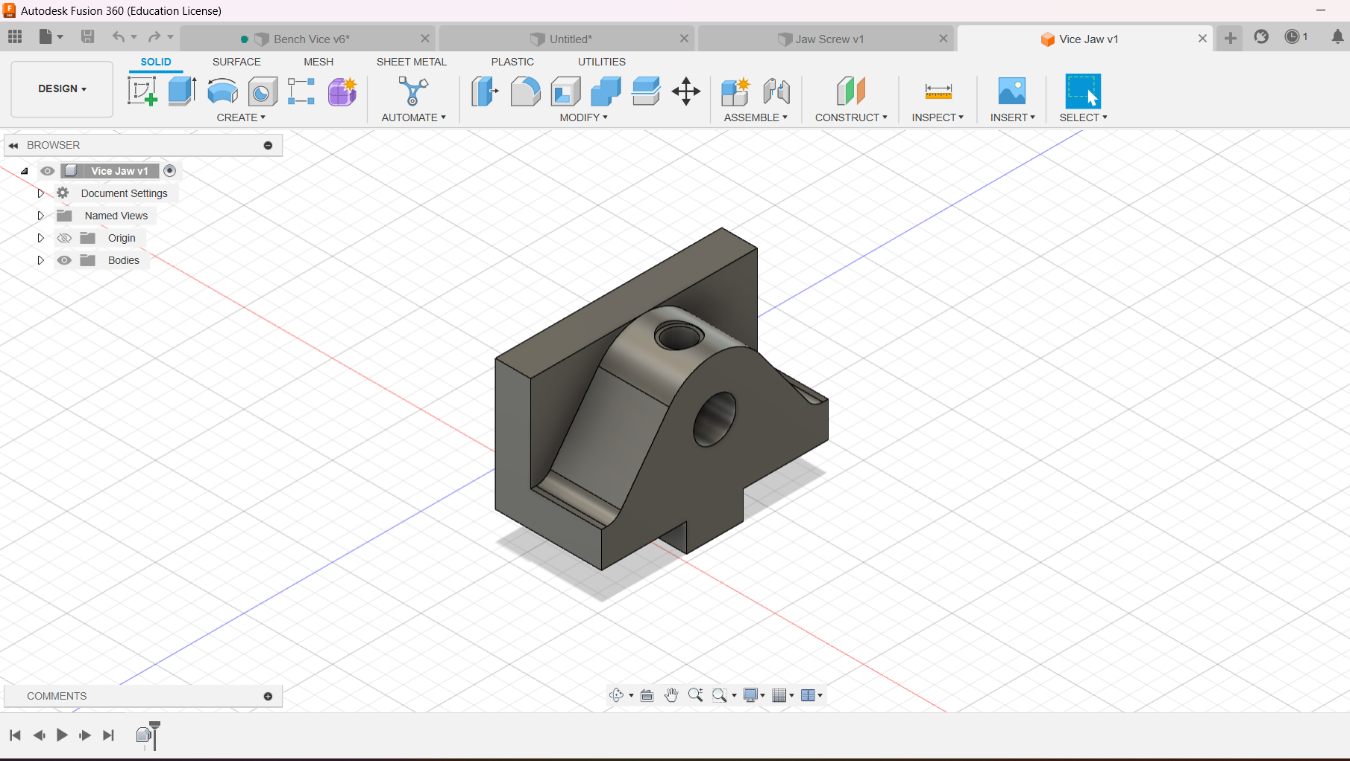 Autodesk Fusion 360 (Education License)
Bench Vice v6*
Untitled*
Jaw Screw v1
Vice Jaw v1
1
SOLID
SURFACE
MESH
SHEET METAL
PLASTIC
UTILITIES
DESIGN
CREATE
AUTOMATE
MODIFY
ASSEMBLE
CONSTRUCT
INSPECT
INSERT
SELECT
BROWSER
Vice Jaw v1
Document Settings
Named Views
Origin
Bodies
COMMENTS